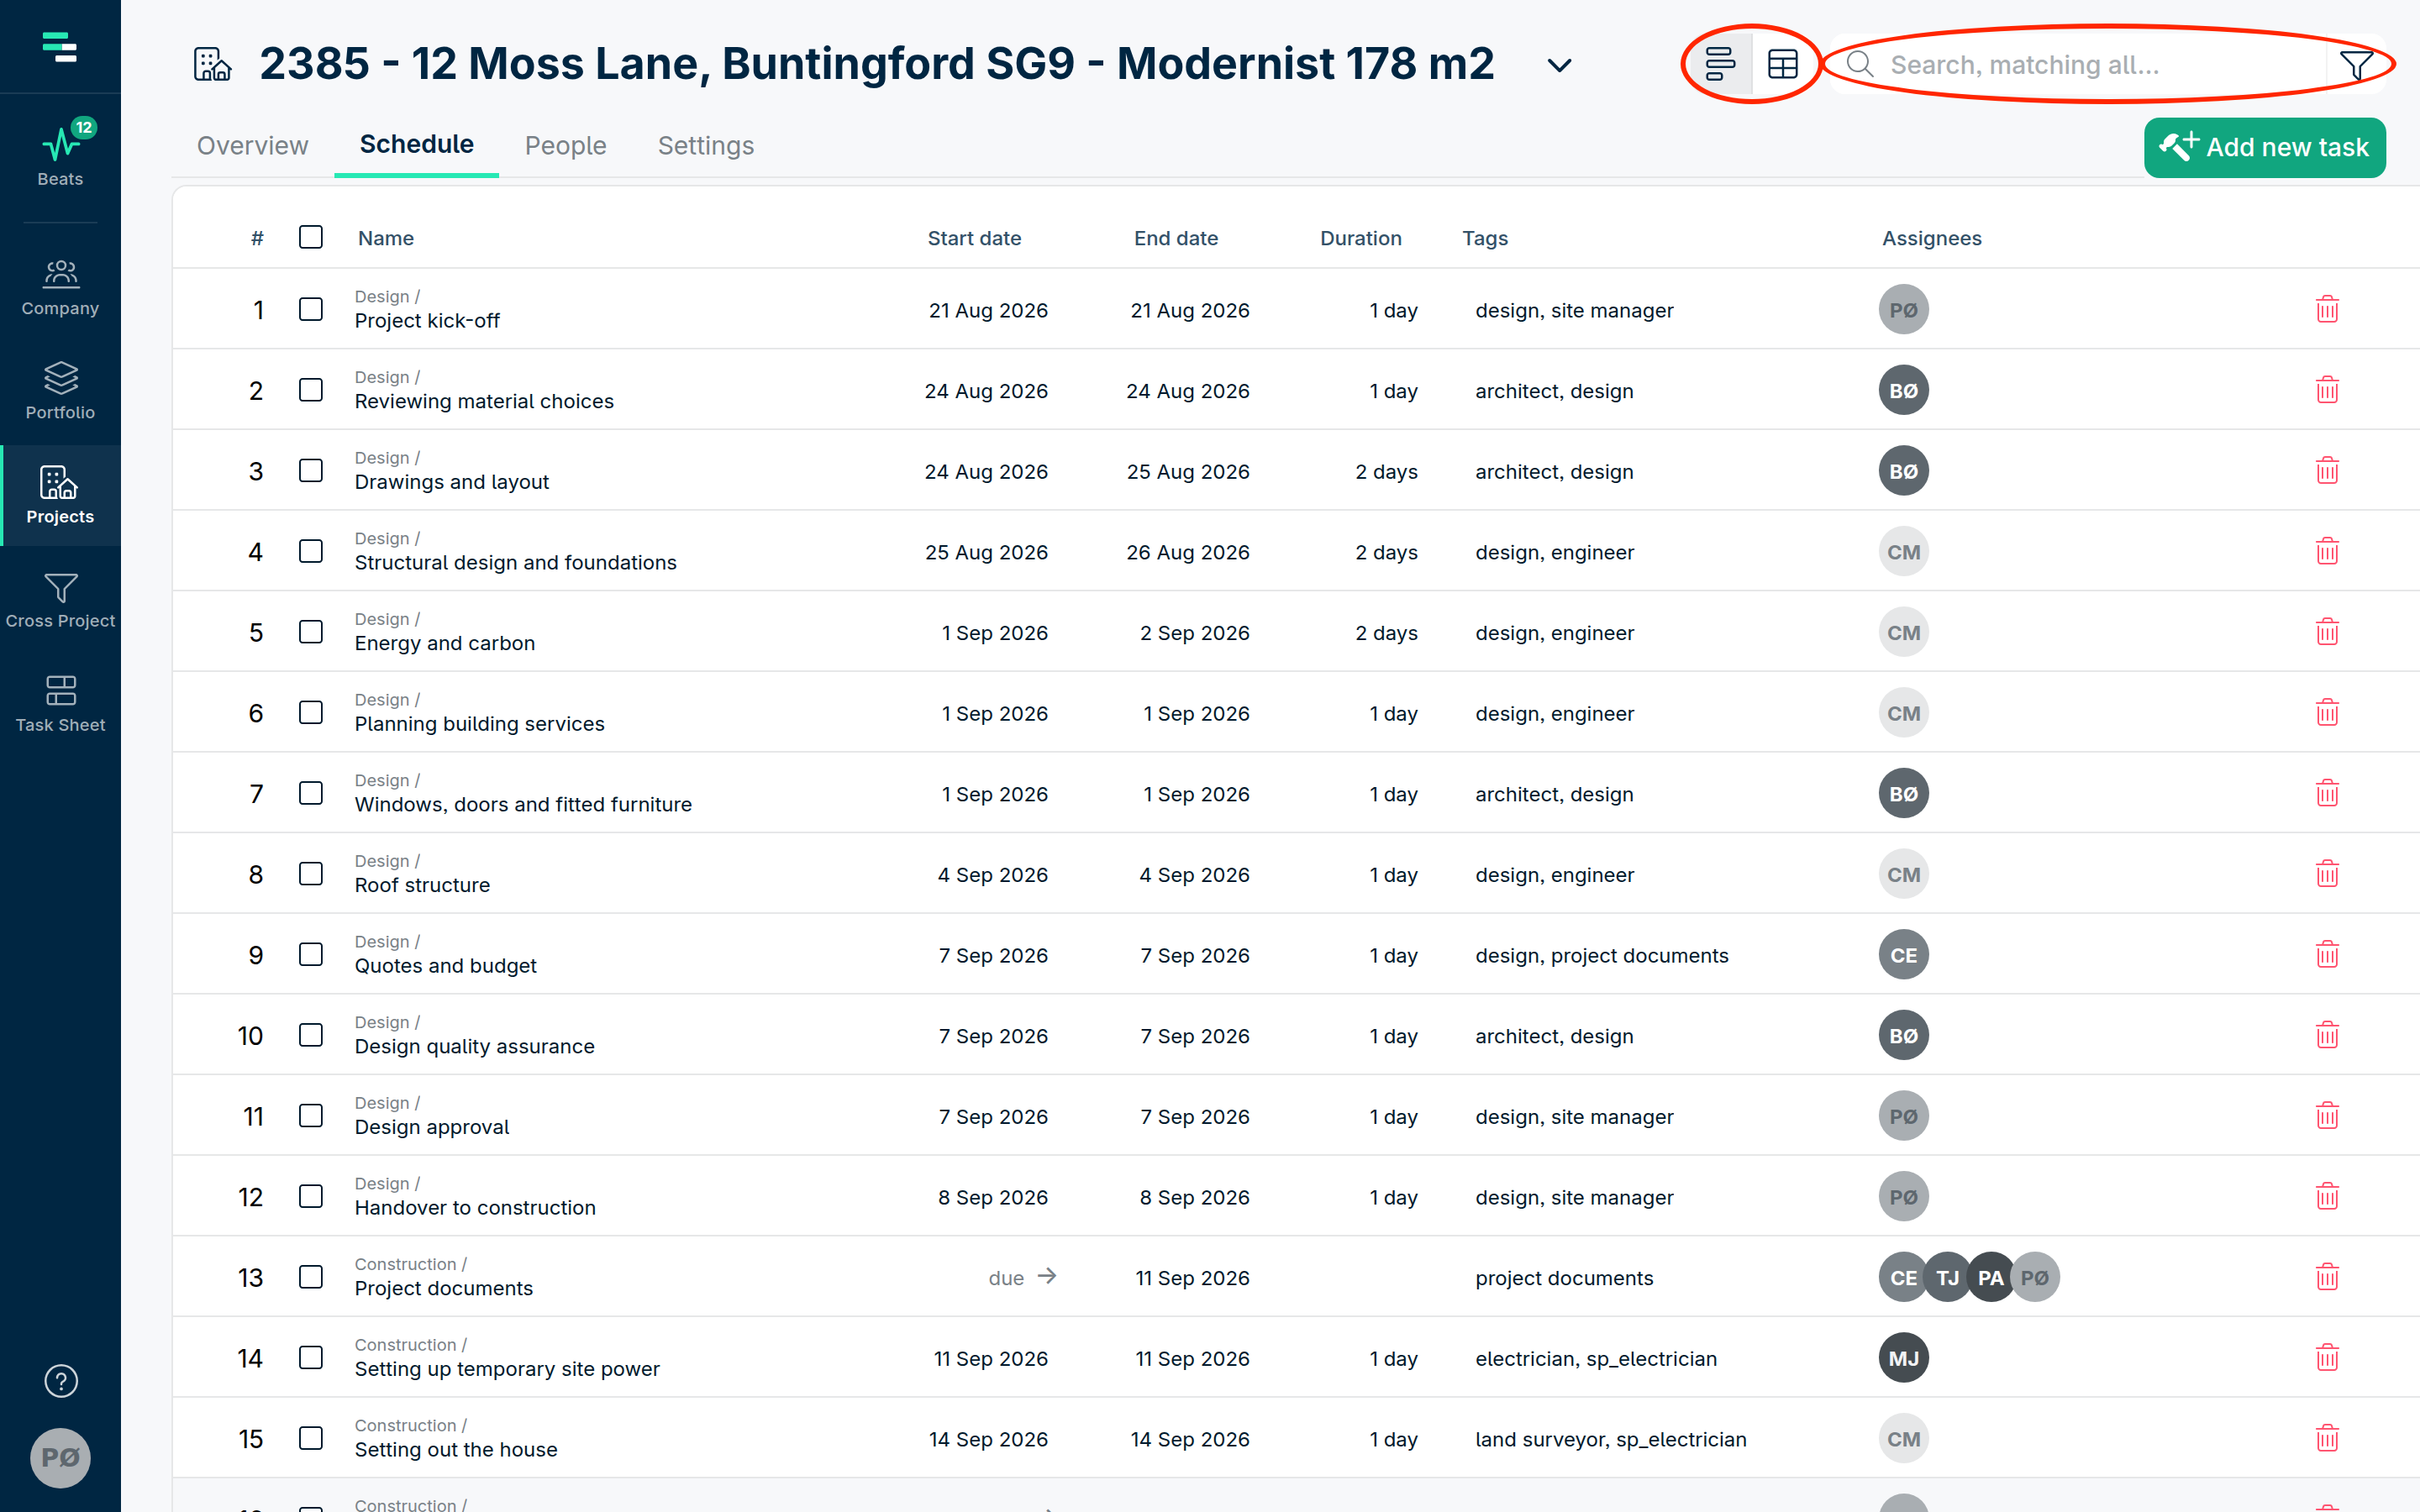 2385 - 12 Moss Lane, Buntingford SG9 - Modernist 178 m2
Search, matching all...
12
Beats
Company
Portfolio
Projects
Cross Project
Task Sheet
?
PØ
Overview Schedule People Settings
Add new task
# Name Start date End date Duration Tags Assignees
Design /
1 Project kick-off 21 Aug 2026 21 Aug 2026 1 day design, site manager PØ
Design /
2 Reviewing material choices 24 Aug 2026 24 Aug 2026 1 day architect, design BØ
Design /
3 Drawings and layout 24 Aug 2026 25 Aug 2026 2 days architect, design BØ
Design /
4 Structural design and foundations 25 Aug 2026 26 Aug 2026 2 days design, engineer CM
Design /
5 Energy and carbon 1 Sep 2026 2 Sep 2026 2 days design, engineer CM
Design /
6 Planning building services 1 Sep 2026 1 Sep 2026 1 day design, engineer CM
Design /
7 Windows, doors and fitted furniture 1 Sep 2026 1 Sep 2026 1 day architect, design BØ
Design /
8 Roof structure 4 Sep 2026 4 Sep 2026 1 day design, engineer CM
Design /
9 Quotes and budget 7 Sep 2026 7 Sep 2026 1 day design, project documents CE
Design /
10 Design quality assurance 7 Sep 2026 7 Sep 2026 1 day architect, design BØ
Design /
11 Design approval 7 Sep 2026 7 Sep 2026 1 day design, site manager PØ
Design /
12 Handover to construction 8 Sep 2026 8 Sep 2026 1 day design, site manager PØ
Construction /
13 Project documents due → 11 Sep 2026 project documents CE TJ PA PØ
Construction /
14 Setting up temporary site power 11 Sep 2026 11 Sep 2026 1 day electrician, sp_electrician MJ
Construction /
15 Setting out the house 14 Sep 2026 14 Sep 2026 1 day land surveyor, sp_electrician CM
Construction /